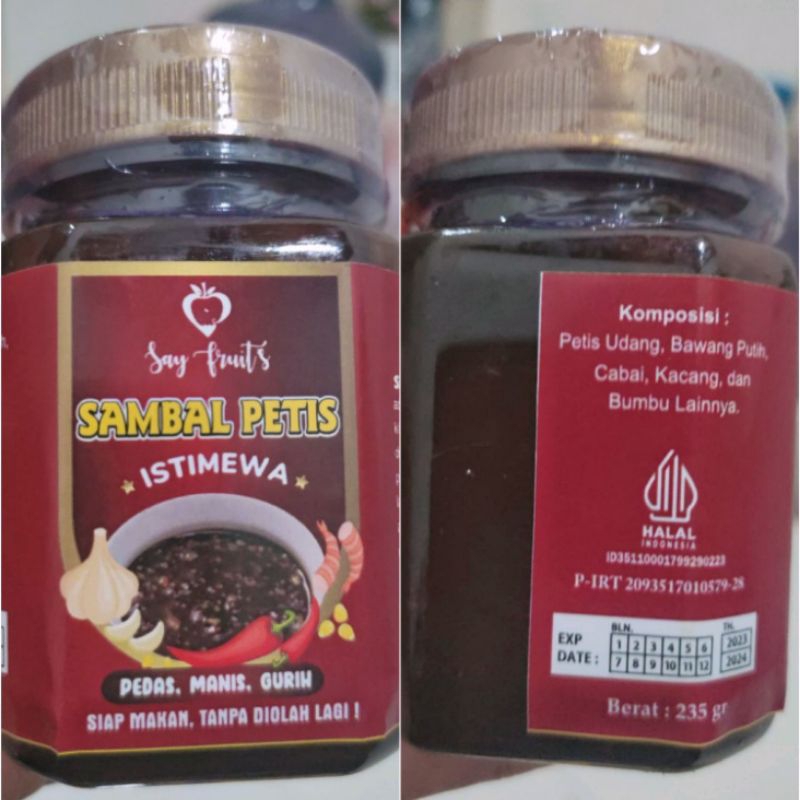 Say fruit's
SAMBAL PETIS
ISTIMEWA
PEDAS, MANIS, GURIH
SIAP MAKAN, TANPA DIOLAH LAGI !
Komposisi :
Petis Udang, Bawang Putih,
Cabai, Kacang, dan
Bumbu Lainnya.
HALAL
INDONESIA
ID35110001799290223
P-IRT 2093517010579-28
EXP DATE :
BLN.
1 2 3 4 5 6
7 8 9 10 11 12
TH.
2023
2024
Berat : 235 gr